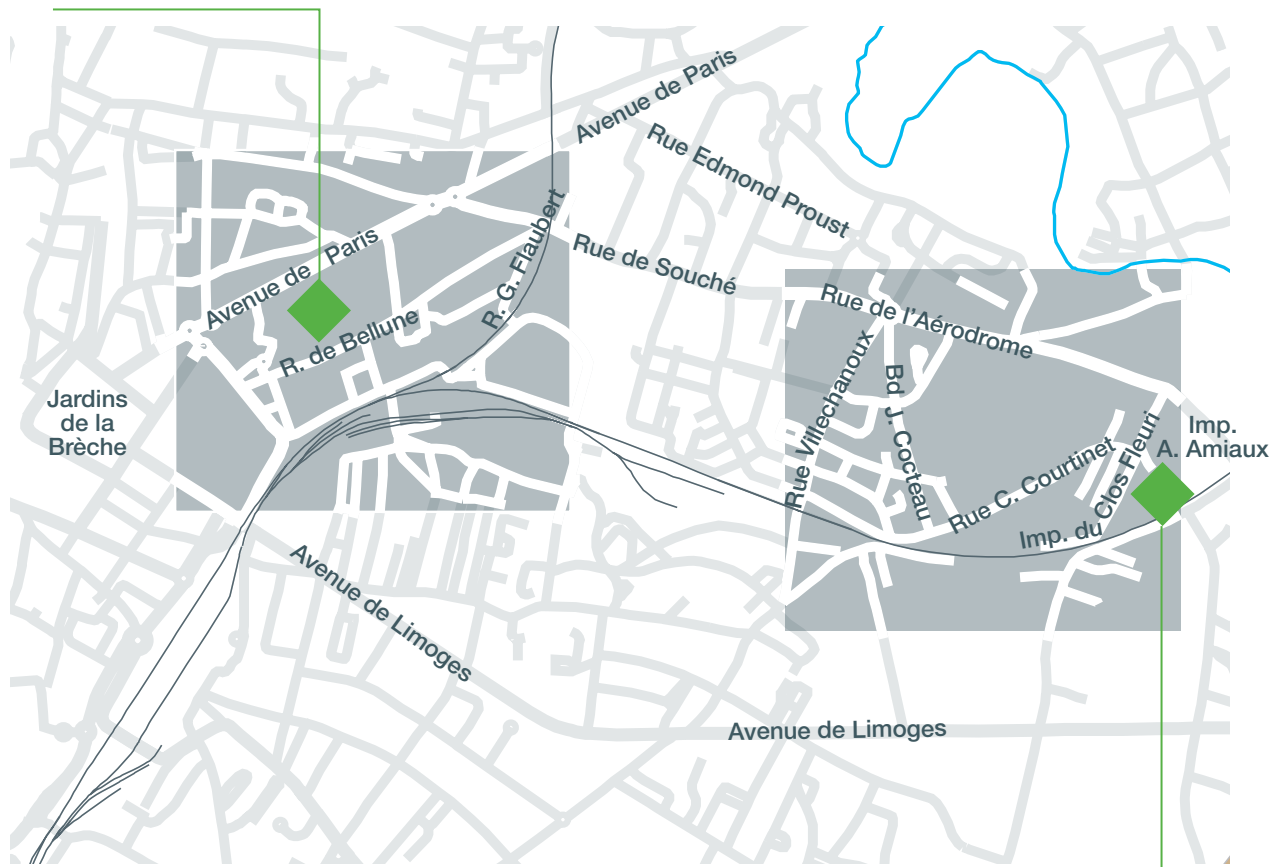 Avenue de Paris
Rue Edmond Proust
Avenue de Paris
R. G. Flaubert
Rue de Souché
R. de Bellune
Rue de l'Aérodrome
Rue Villechanoux
Bd J. Cocteau
Jardins
de la
Brèche
Imp.
A. Amiaux
Rue C. Courtinet
Imp. du Clos Fleuri
Avenue de Limoges
Avenue de Limoges